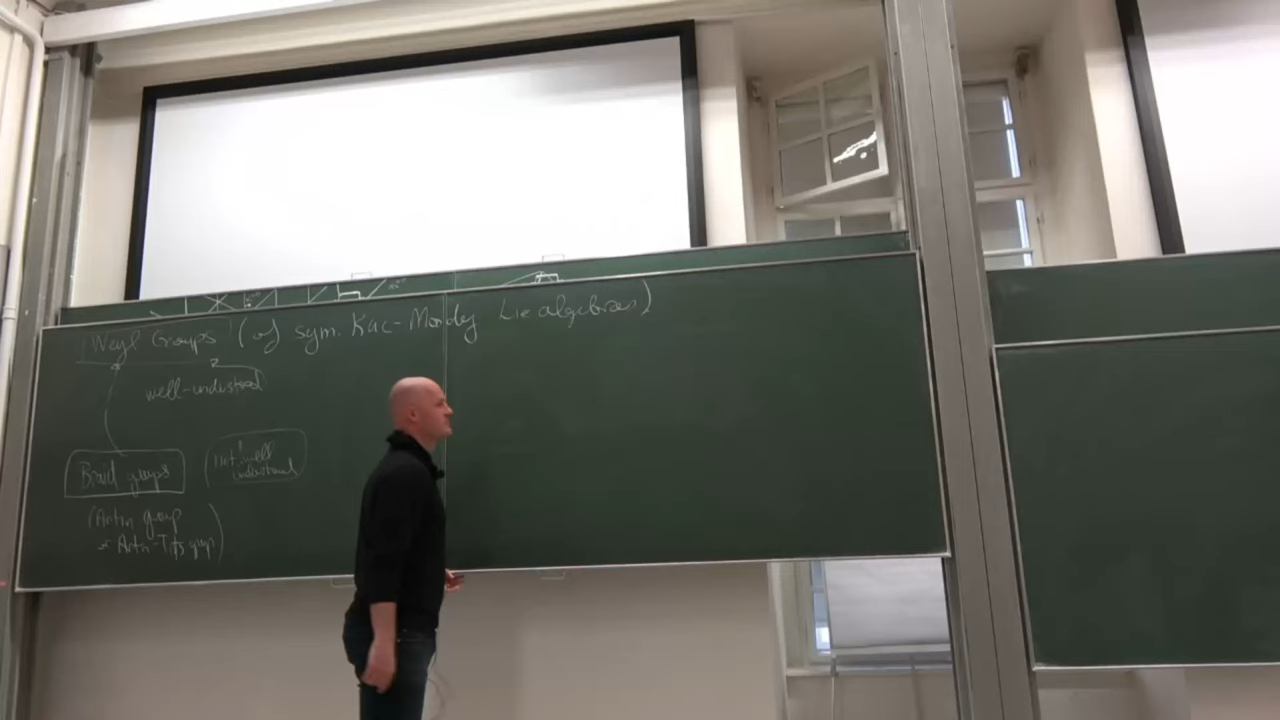 Weyl Groups (of sym. Kac-Moody Lie algebras)
well-understood
Braid groups
not well
understood
(Artin group
or Artin-Tits group)